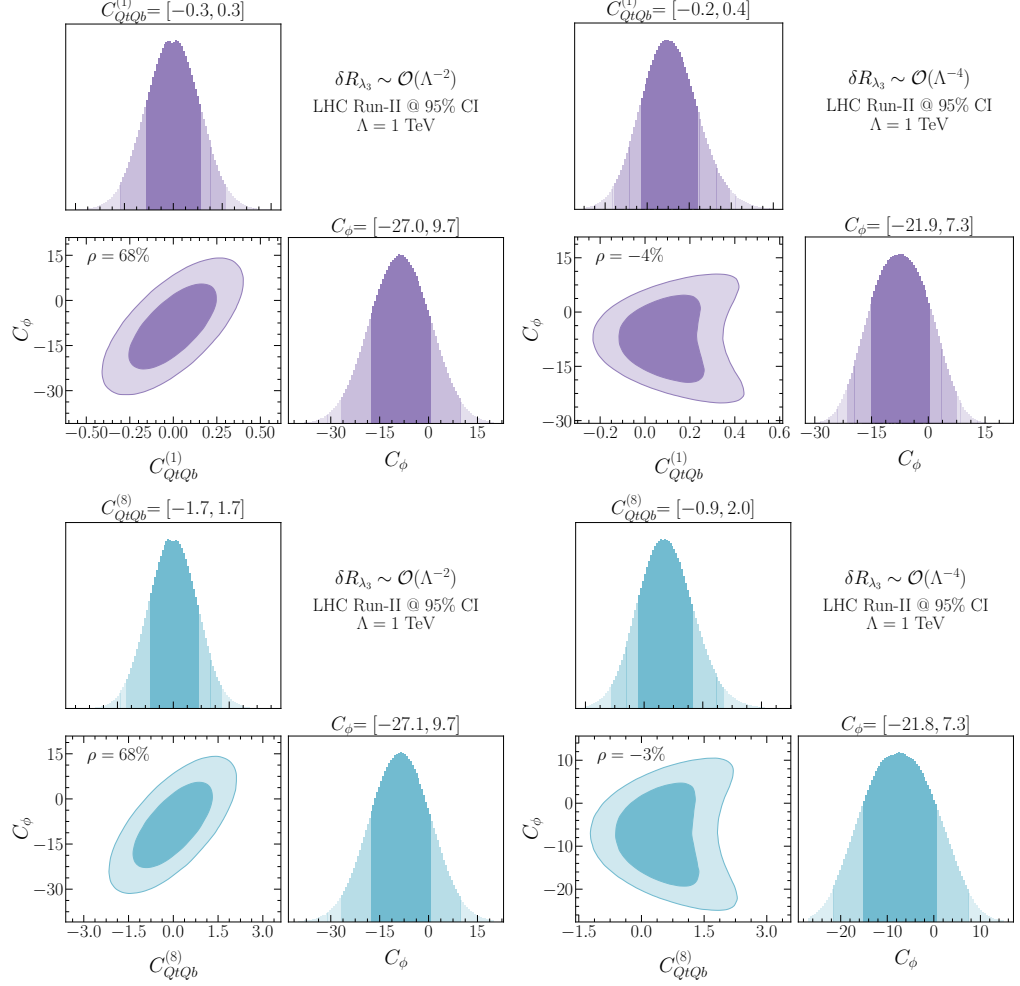 C_{QtQb}^{(1)} = [−0.3, 0.3]
δR_{λ_3} ∼ 𝒪(Λ^{−2})
LHC Run-II @ 95% CI
Λ = 1 TeV
C_ϕ = [−27.0, 9.7]
ρ = 68%
15
0
−15
−30
C_ϕ
−0.50 −0.25 0.00 0.25 0.50
C_{QtQb}^{(1)}
−30 −15 0 15
C_ϕ
C_{QtQb}^{(1)} = [−0.2, 0.4]
δR_{λ_3} ∼ 𝒪(Λ^{−4})
LHC Run-II @ 95% CI
Λ = 1 TeV
C_ϕ = [−21.9, 7.3]
ρ = −4%
15
0
−15
−30
C_ϕ
−0.2 0.0 0.2 0.4 0.6
C_{QtQb}^{(1)}
−30 −15 0 15
C_ϕ
C_{QtQb}^{(8)} = [−1.7, 1.7]
δR_{λ_3} ∼ 𝒪(Λ^{−2})
LHC Run-II @ 95% CI
Λ = 1 TeV
C_ϕ = [−27.1, 9.7]
ρ = 68%
15
0
−15
−30
C_ϕ
−3.0 −1.5 0.0 1.5 3.0
C_{QtQb}^{(8)}
−30 −15 0 15
C_ϕ
C_{QtQb}^{(8)} = [−0.9, 2.0]
δR_{λ_3} ∼ 𝒪(Λ^{−4})
LHC Run-II @ 95% CI
Λ = 1 TeV
C_ϕ = [−21.8, 7.3]
ρ = −3%
10
0
−10
−20
C_ϕ
−1.5 0.0 1.5 3.0
C_{QtQb}^{(8)}
−20 −10 0 10
C_ϕ